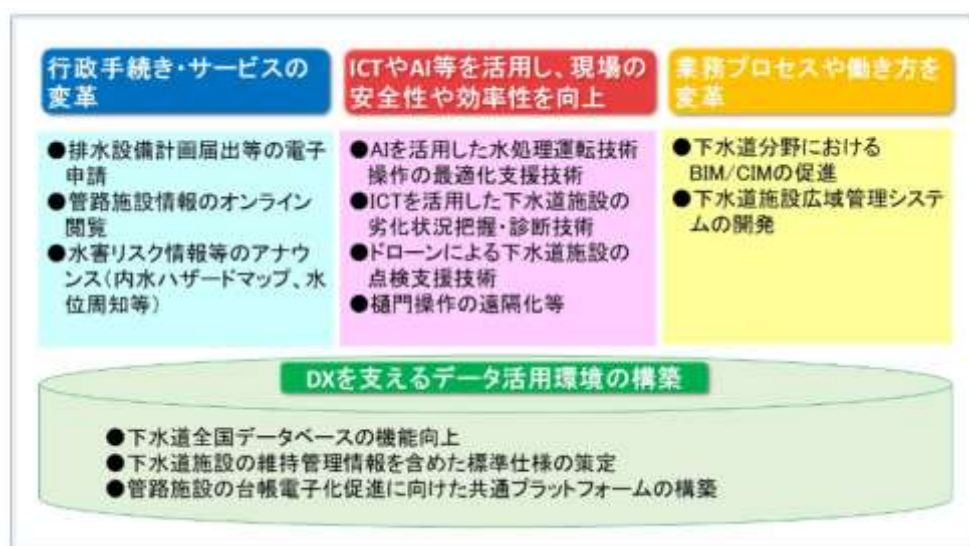 行政手続き・サービスの
変革
●排水設備計画届出等の電子
申請
●管路施設情報のオンライン
閲覧
●水害リスク情報等のアナウ
ンス(内水ハザードマップ、水
位周知等)
ICTやAI等を活用し、現場の
安全性や効率性を向上
●AIを活用した水処理運転技術
操作の最適化支援技術
●ICTを活用した下水道施設の
劣化状況把握・診断技術
●ドローンによる下水道施設の
点検支援技術
●樋門操作の遠隔化等
業務プロセスや働き方を
変革
●下水道分野における
BIM/CIMの促進
●下水道施設広域管理システ
ムの開発
DXを支えるデータ活用環境の構築
●下水道全国データベースの機能向上
●下水道施設の維持管理情報を含めた標準仕様の策定
●管路施設の台帳電子化促進に向けた共通プラットフォームの構築